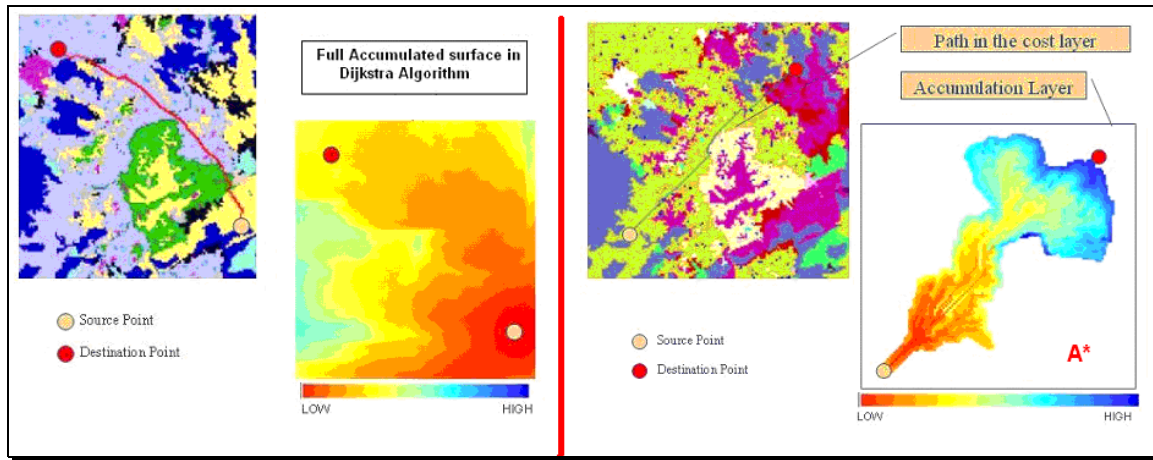 Full Accumulated surface in
Dijkstra Algorithm
Source Point
Destination Point
LOW HIGH
Path in the cost layer
Accumulation Layer
Source Point
Destination Point
A*
LOW HIGH